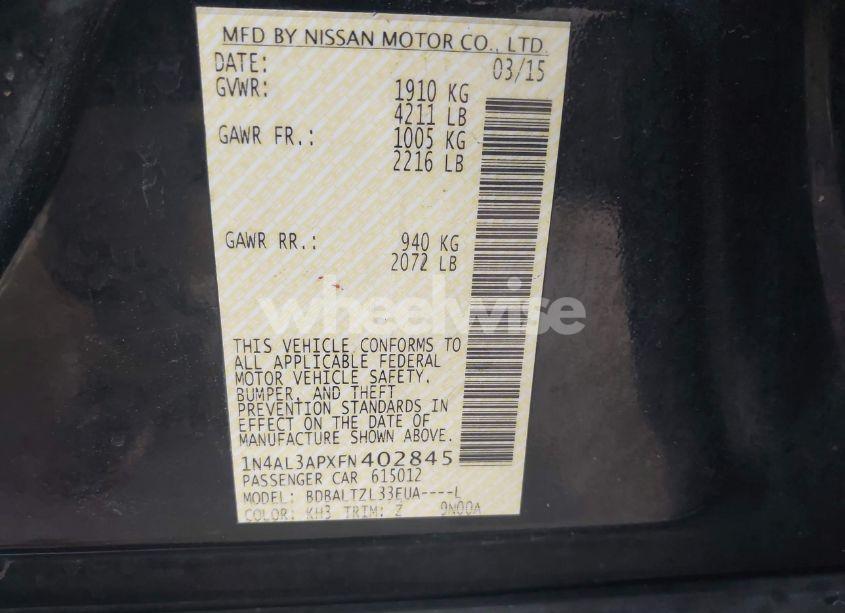 MFD BY NISSAN MOTOR CO., LTD.
DATE: 03/15
GVWR: 1910 KG
4211 LB
GAWR FR.: 1005 KG
2216 LB
GAWR RR.: 940 KG
2072 LB
wheelwise
THIS VEHICLE CONFORMS TO
ALL APPLICABLE FEDERAL
MOTOR VEHICLE SAFETY,
BUMPER, AND THEFT
PREVENTION STANDARDS IN
EFFECT ON THE DATE OF
MANUFACTURE SHOWN ABOVE.
1N4AL3APXFN402845
PASSENGER CAR 615012
MODEL: BDBALTZL33EUA----L
COLOR: KH3 TRIM: Z 9N00A